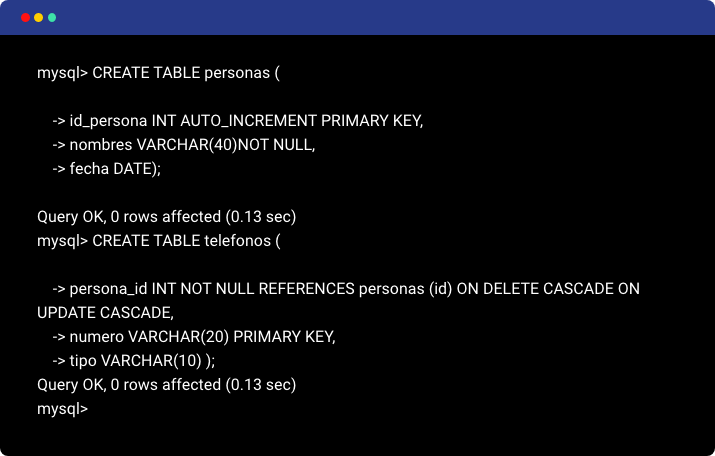 mysql> CREATE TABLE personas (
-> id_persona INT AUTO_INCREMENT PRIMARY KEY,
-> nombres VARCHAR(40)NOT NULL,
-> fecha DATE);
Query OK, 0 rows affected (0.13 sec)
mysql> CREATE TABLE telefonos (
-> persona_id INT NOT NULL REFERENCES personas (id) ON DELETE CASCADE ON
UPDATE CASCADE,
-> numero VARCHAR(20) PRIMARY KEY,
-> tipo VARCHAR(10) );
Query OK, 0 rows affected (0.13 sec)
mysql>